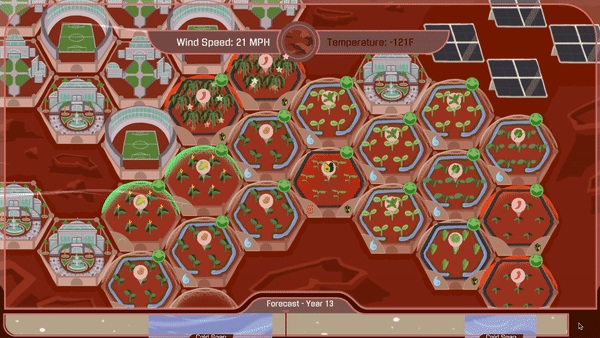 Wind Speed: 21 MPH
Temperature: -121F
Forecast - Year 13
Cold Snap
Cold Snap